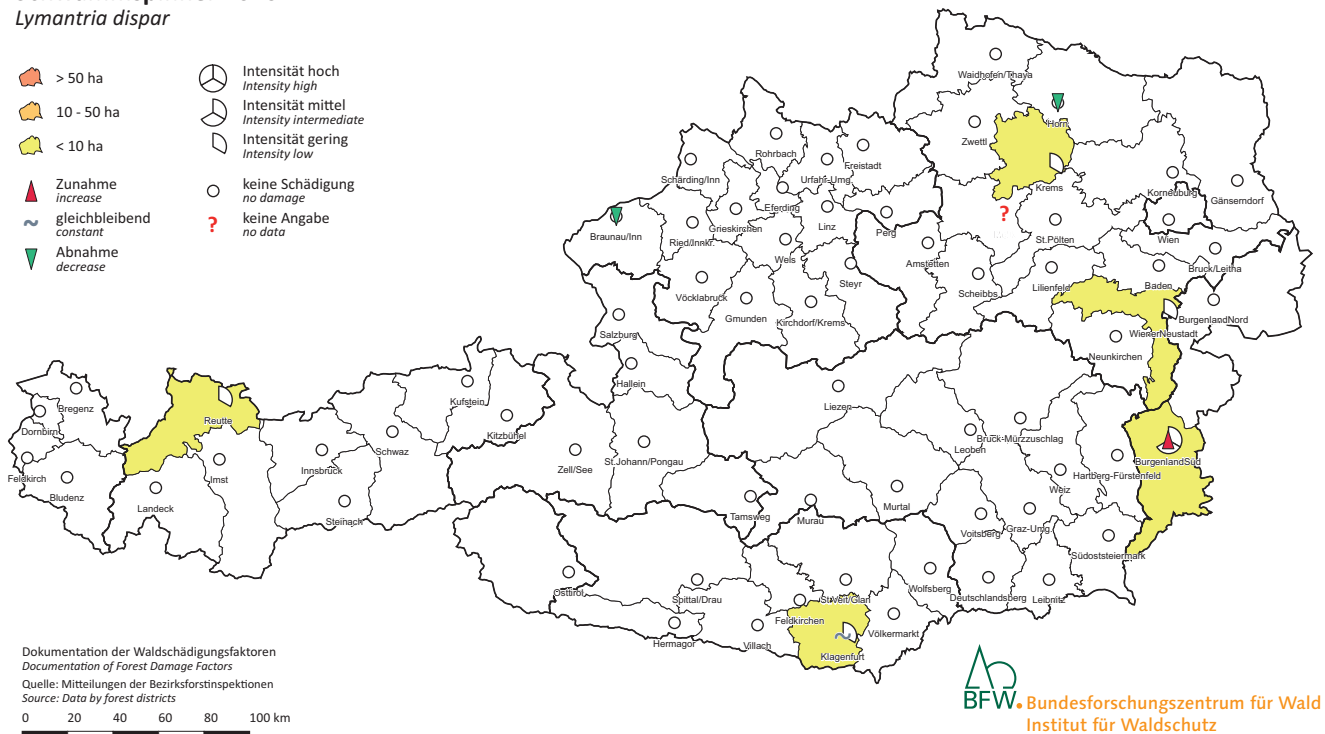 Lymantria dispar
> 50 ha
10 - 50 ha
< 10 ha
Zunahme
increase
gleichbleibend
constant
Abnahme
decrease
Intensität hoch
Intensity high
Intensität mittel
Intensity intermediate
Intensität gering
Intensity low
keine Schädigung
no damage
?
keine Angabe
no data
Waidhofen/Thaya
Horn
Zwettl
Krems
Korneuburg
Gänserndorf
Rohrbach
Freistadt
Schärding/Inn
Urfahr-Umg.
Eferding
Grieskirchen
Linz
Perg
Braunau/Inn
Ried/Innkr.
Wels
Steyr
Vöcklabruck
Gmunden
Kirchdorf/Krems
?
St.Pölten
Wien
Amstetten
Scheibbs
Lilienfeld
Baden
Bruck/Leitha
BurgenlandNord
WienerNeustadt
Neunkirchen
Salzburg
Hallein
Bregenz
Dornbirn
Feldkirch
Bludenz
Reutte
Landeck
Imst
Innsbruck
Steinach
Schwaz
Kufstein
Kitzbühel
Zell/See
St.Johann/Pongau
Tamsweg
Liezen
Leoben
Bruck-Mürzzuschlag
Hartberg-Fürstenfeld
BurgenlandSüd
Weiz
Murau
Murtal
Voitsberg
Graz-Umg.
Südoststeiermark
Deutschlandsberg
Leibnitz
Osttirol
Spittal/Drau
Hermagor
Villach
Feldkirchen
St.Veit/Glan
Klagenfurt
Völkermarkt
Wolfsberg
Dokumentation der Waldschädigungsfaktoren
Documentation of Forest Damage Factors
Quelle: Mitteilungen der Bezirksforstinspektionen
Source: Data by forest districts
0 20 40 60 80 100 km
BFW.
Bundesforschungszentrum für Wald
Institut für Waldschutz